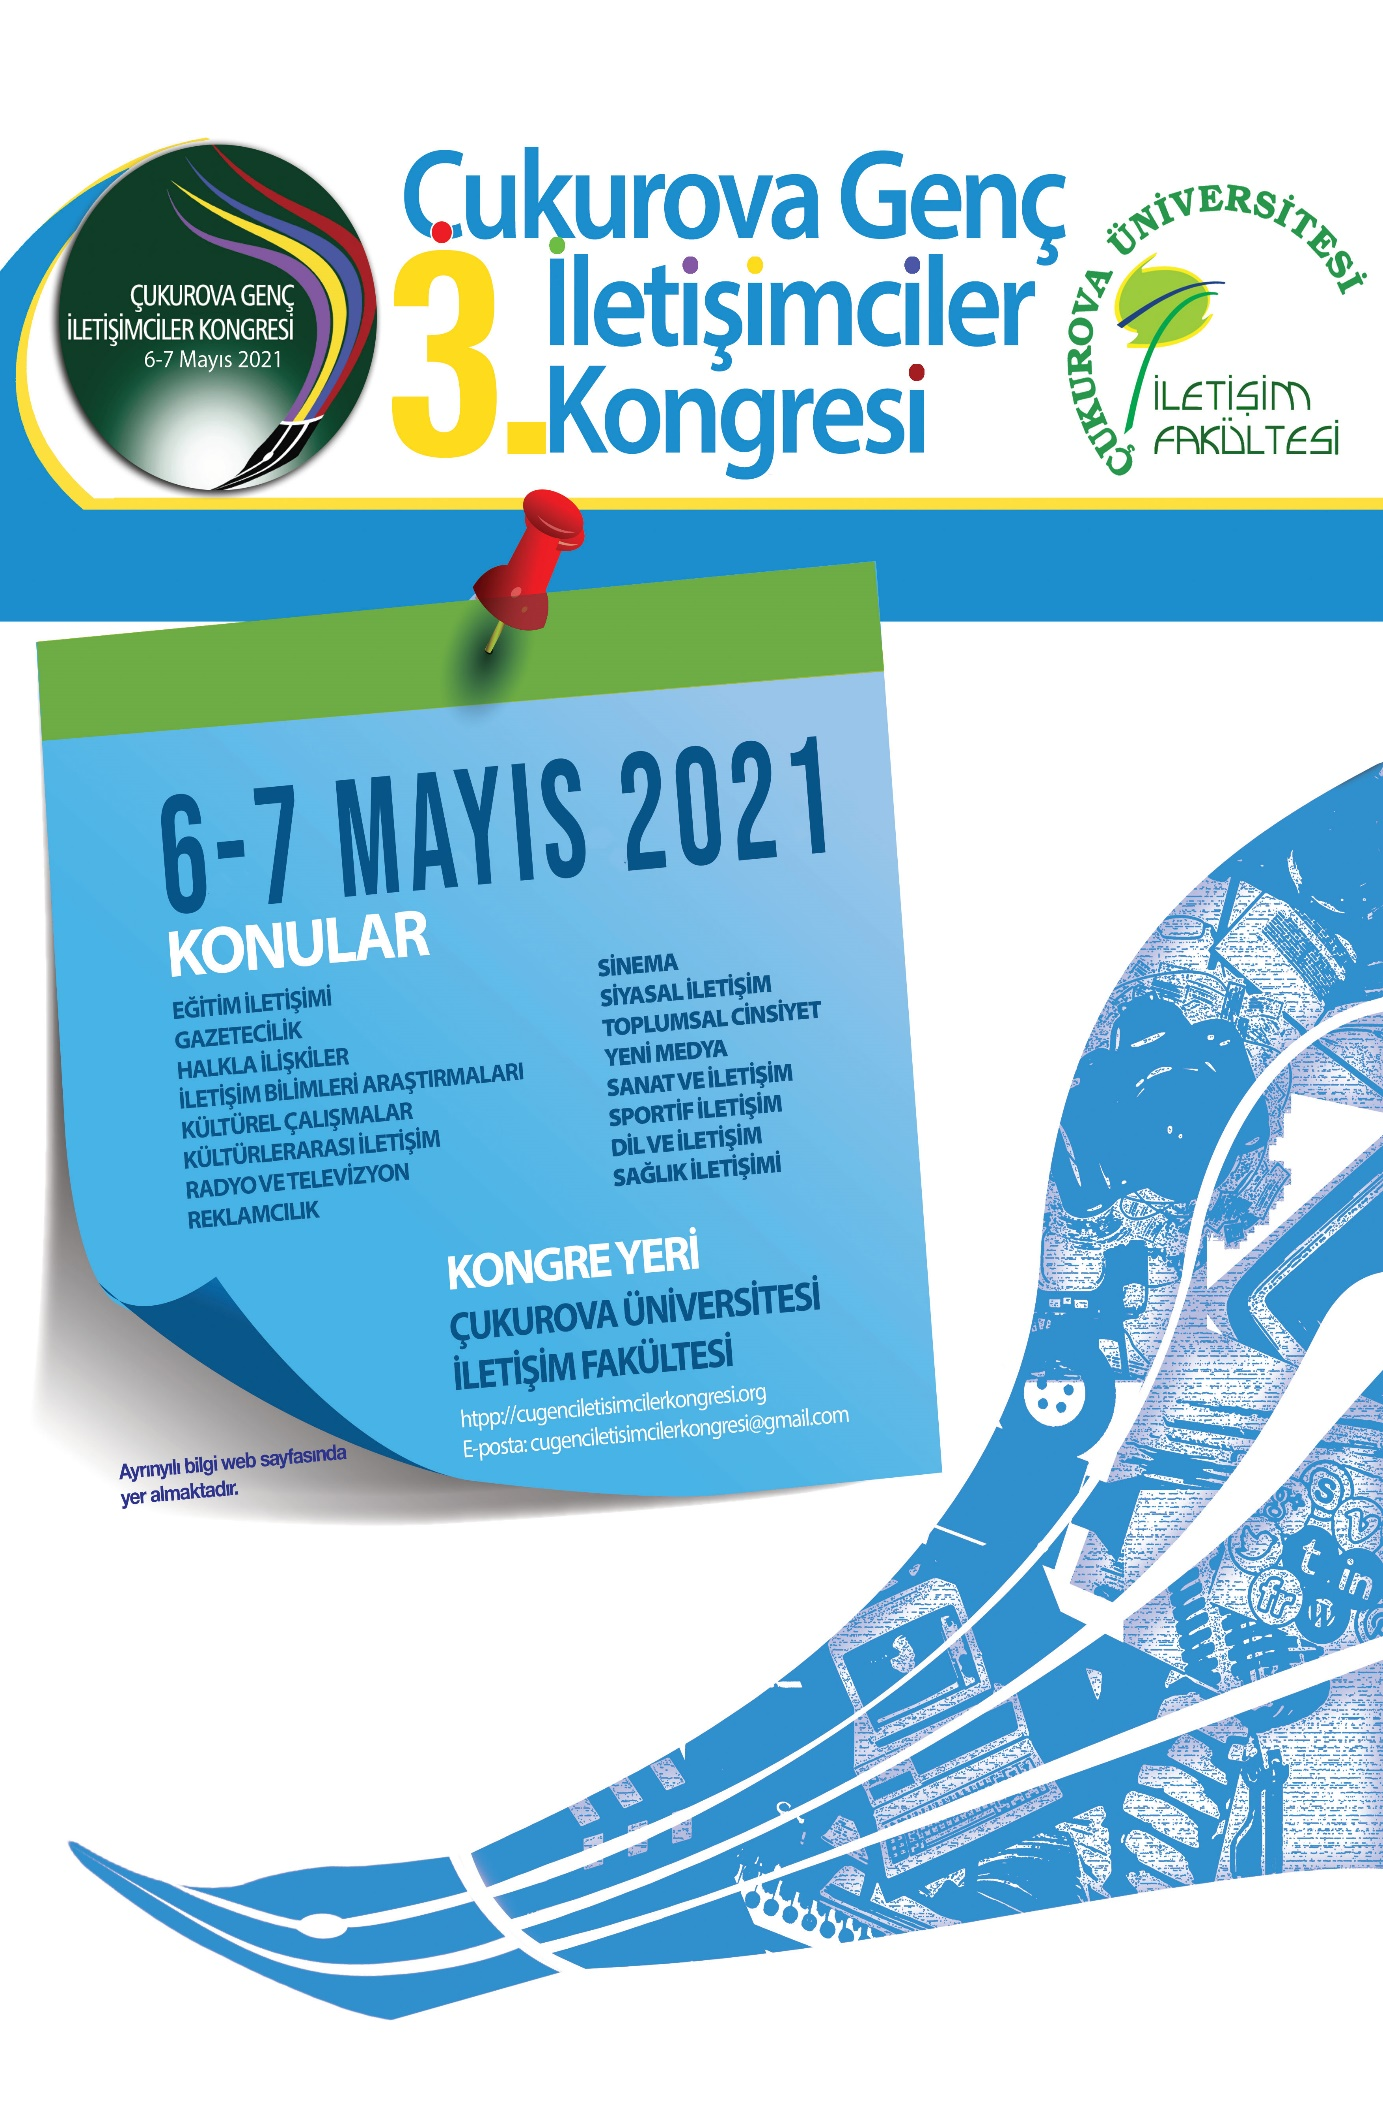 ÇUKUROVA GENÇ
İLETİŞİMCİLER KONGRESİ
6-7 Mayıs 2021
Çukurova Genç
3. İletişimciler
Kongresi
ÇUKUROVA ÜNİVERSİTESİ
İLETİŞİM
FAKÜLTESİ
6-7 MAYIS 2021
KONULAR
EĞİTİM İLETİŞİMİ
GAZETECİLİK
HALKLA İLİŞKİLER
İLETİŞİM BİLİMLERİ ARAŞTIRMALARI
KÜLTÜREL ÇALIŞMALAR
KÜLTÜRLERARASI İLETİŞİM
RADYO VE TELEVİZYON
REKLAMCILIK
SİNEMA
SİYASAL İLETİŞİM
TOPLUMSAL CİNSİYET
YENİ MEDYA
SANAT VE İLETİŞİM
SPORTİF İLETİŞİM
DİL VE İLETİŞİM
SAĞLIK İLETİŞİMİ
KONGRE YERİ
ÇUKUROVA ÜNİVERSİTESİ
İLETİŞİM FAKÜLTESİ
htpp://cugenciletisimcilerkongresi.org
E-posta: cugenciletisimcilerkongresi@gmail.com
Ayrınyılı bilgi web sayfasında
yer almaktadır.